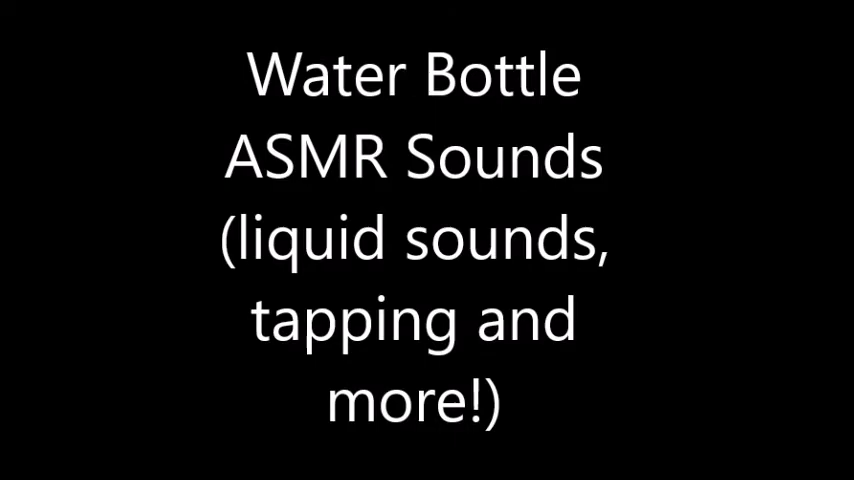 Water Bottle
ASMR Sounds
(liquid sounds,
tapping and
more!)